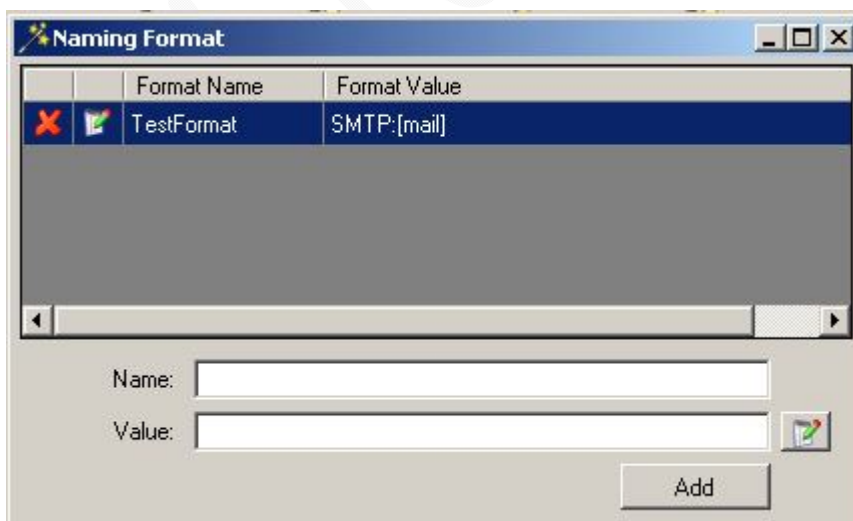 Naming Format
Format Name Format Value
TestFormat SMTP:[mail]
Name:
Value:
Add